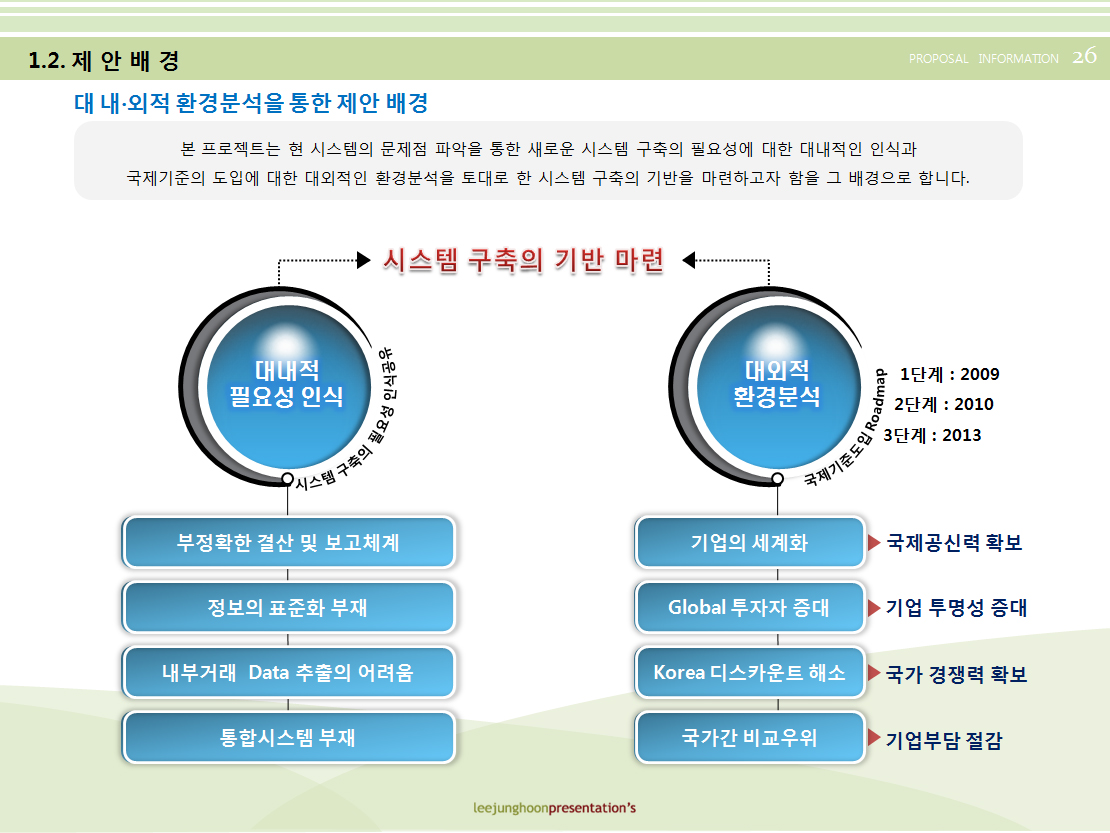 1.2. 제 안 배 경
PROPOSAL INFORMATION 26
대 내·외적 환경분석을 통한 제안 배경
본 프로젝트는 현 시스템의 문제점 파악을 통한 새로운 시스템 구축의 필요성에 대한 대내적인 인식과
국제기준의 도입에 대한 대외적인 환경분석을 토대로 한 시스템 구축의 기반을 마련하고자 함을 그 배경으로 합니다.
시스템 구축의 기반 마련
대내적
필요성 인식
시스템 구축의 필요성 인식공유
대외적
환경분석
국제기준도입 Roadmap
1단계 : 2009
2단계 : 2010
3단계 : 2013
부정확한 결산 및 보고체계
정보의 표준화 부재
내부거래 Data 추출의 어려움
통합시스템 부재
기업의 세계화
국제공신력 확보
Global 투자자 증대
기업 투명성 증대
Korea 디스카운트 해소
국가 경쟁력 확보
국가간 비교우위
기업부담 절감
leejunghoonpresentation's